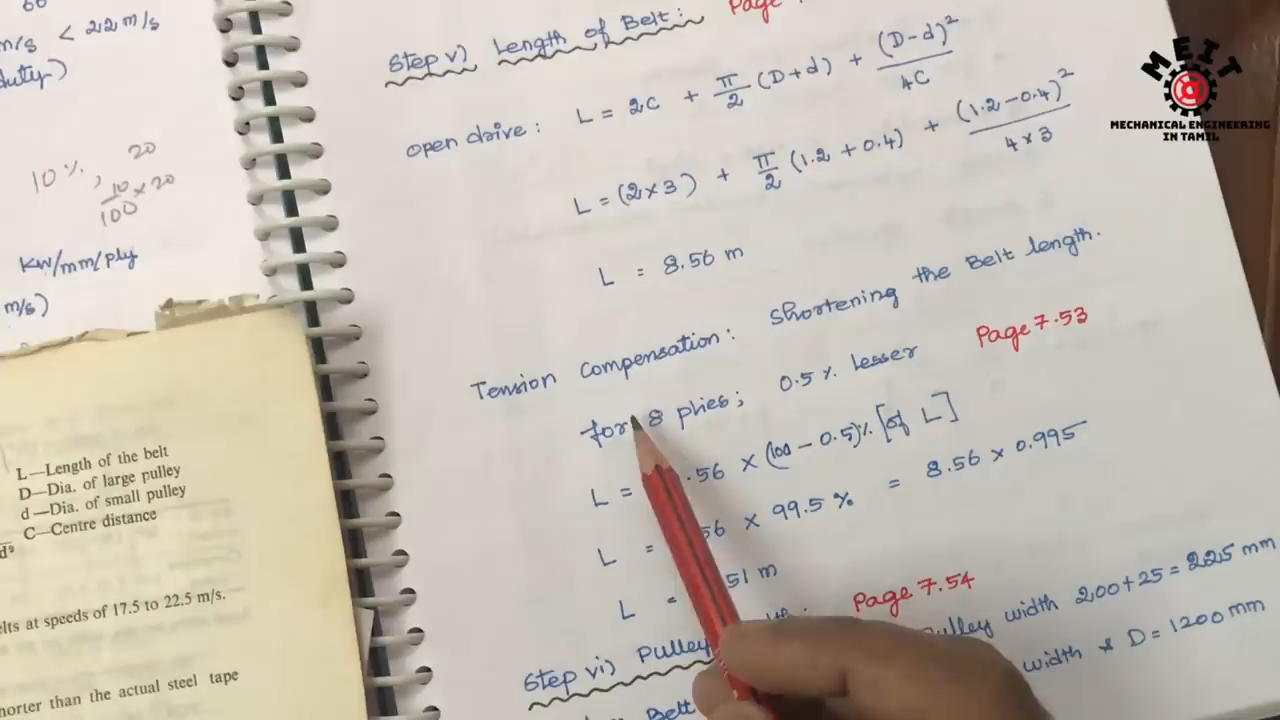 m/s < 22 m/s
duty)
10%, 20
10/100 × 20
KW/mm/ply
m/s)
L—Length of the belt
D—Dia. of large pulley
d—Dia. of small pulley
C—Centre distance
elts at speeds of 17.5 to 22.5 m/s.
horter than the actual steel tape
Step v) Length of Belt: Page
open drive: L = 2C + π/2 (D+d) + (D-d)²/4C
L = (2×3) + π/2 (1.2 + 0.4) + (1.2-0.4)²/4×3
L = 8.56 m
Tension Compensation: Shortening the Belt length.
for 8 plies; 0.5% lesser Page 7.53
L = .56 × (100 - 0.5)% [of L]
L = 56 × 99.5% = 8.56 × 0.995
L = 51 m
Step vi) Pulley Page 7.54
Pulley width 200+25 = 225 mm
Belt width & D = 1200 mm
MEIT
MECHANICAL ENGINEERING
IN TAMIL